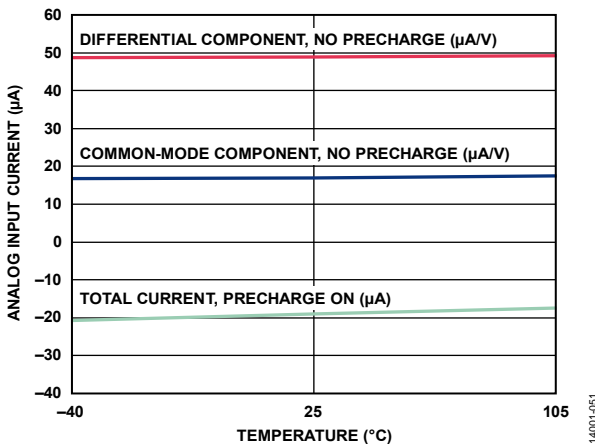 60
50
40
30
20
10
0
–10
–20
–30
–40
ANALOG INPUT CURRENT (µA)
DIFFERENTIAL COMPONENT, NO PRECHARGE (µA/V)
COMMON-MODE COMPONENT, NO PRECHARGE (µA/V)
TOTAL CURRENT, PRECHARGE ON (µA)
–40 25 105
TEMPERATURE (°C)
14001-051